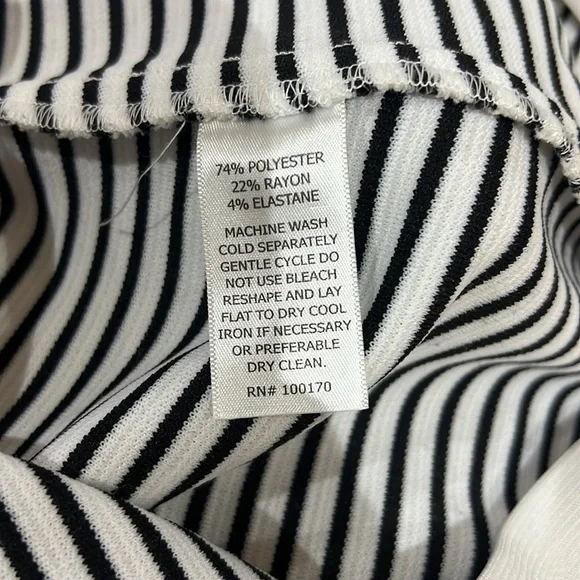 74% POLYESTER
22% RAYON
4% ELASTANE
MACHINE WASH
COLD SEPARATELY
GENTLE CYCLE DO
NOT USE BLEACH
RESHAPE AND LAY
FLAT TO DRY COOL
IRON IF NECESSARY
OR PREFERABLE
DRY CLEAN.
RN# 100170